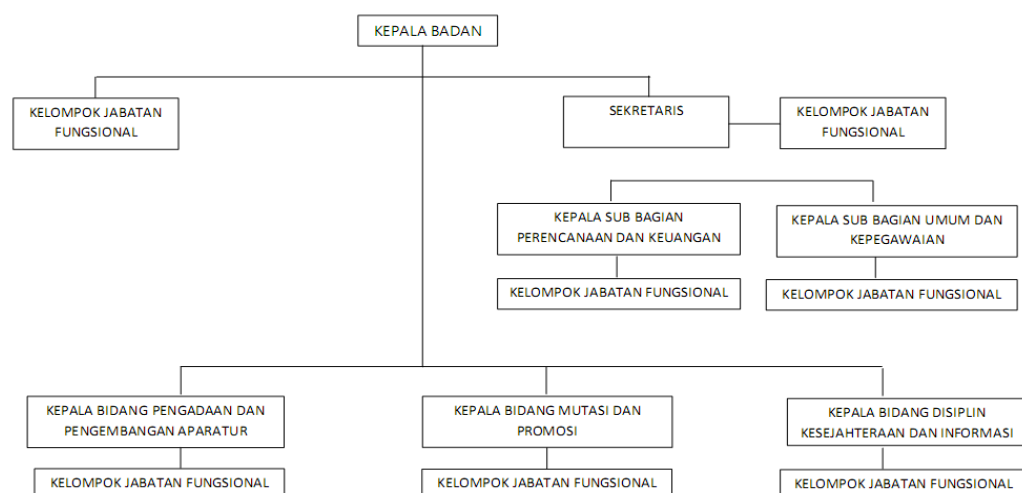 KEPALA BADAN
KELOMPOK JABATAN
FUNGSIONAL
SEKRETARIS
KELOMPOK JABATAN
FUNGSIONAL
KEPALA SUB BAGIAN
PERENCANAAN DAN KEUANGAN
KEPALA SUB BAGIAN UMUM DAN
KEPEGAWAIAN
KELOMPOK JABATAN FUNGSIONAL
KELOMPOK JABATAN FUNGSIONAL
KEPALA BIDANG PENGADAAN DAN
PENGEMBANGAN APARATUR
KEPALA BIDANG MUTASI DAN
PROMOSI
KEPALA BIDANG DISIPLIN
KESEJAHTERAAN DAN INFORMASI
KELOMPOK JABATAN FUNGSIONAL
KELOMPOK JABATAN FUNGSIONAL
KELOMPOK JABATAN FUNGSIONAL